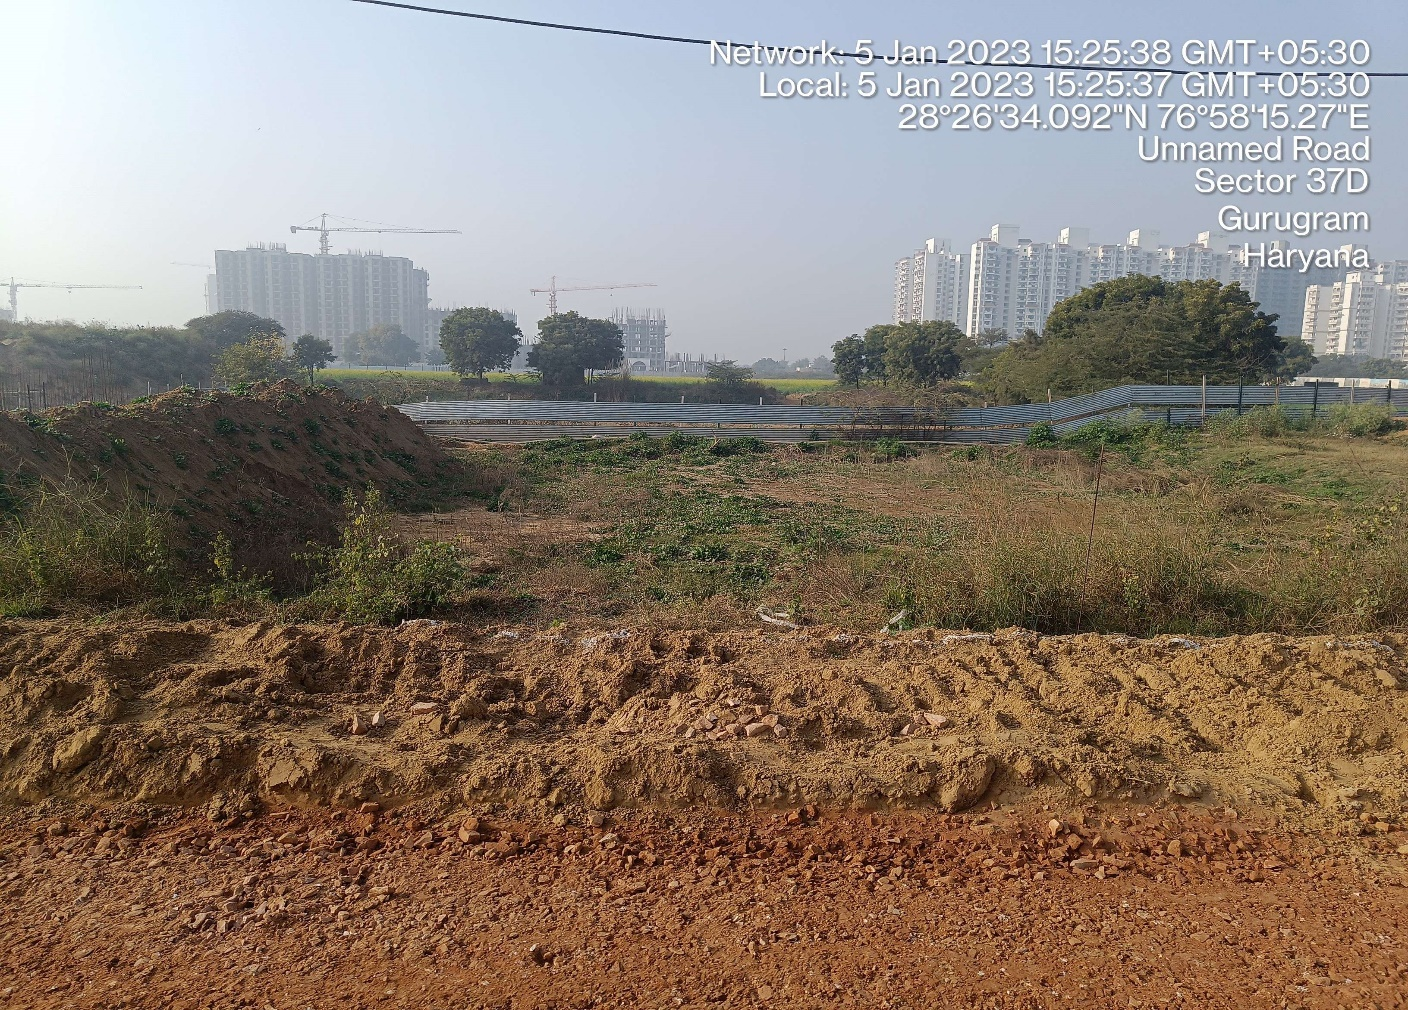 Network: 5 Jan 2023 15:25:38 GMT+05:30
Local: 5 Jan 2023 15:25:37 GMT+05:30
28°26'34.092"N 76°58'15.27"E
Unnamed Road
Sector 37D
Gurugram
Haryana